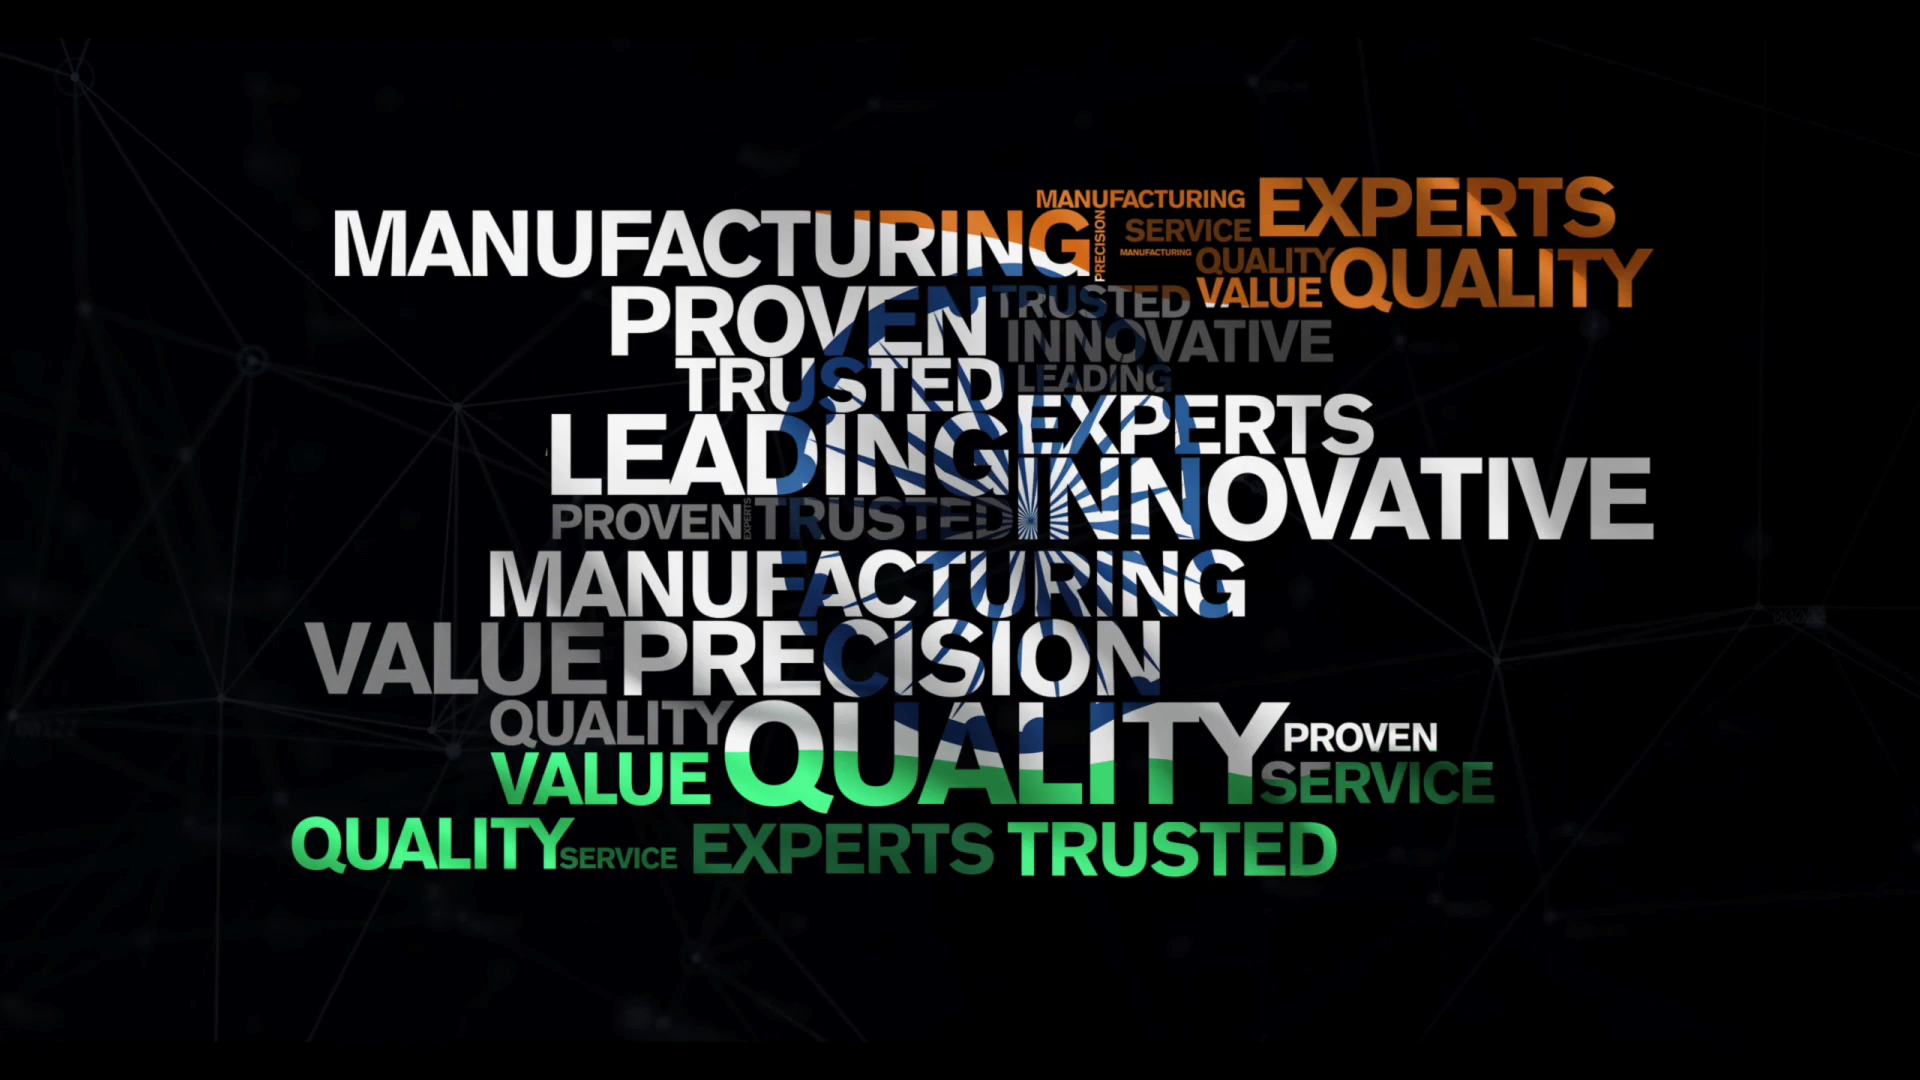 MANUFACTURING EXPERTS
MANUFACTURING PRECISION SERVICE
MANUFACTURING QUALITY QUALITY
PROVEN TRUSTED VALUE
INNOVATIVE
TRUSTED LEADING
LEADING EXPERTS
INNOVATIVE
PROVEN EXPERTS TRUSTED
MANUFACTURING
VALUE PRECISION
QUALITY QUALITY PROVEN
VALUE SERVICE
QUALITY SERVICE EXPERTS TRUSTED